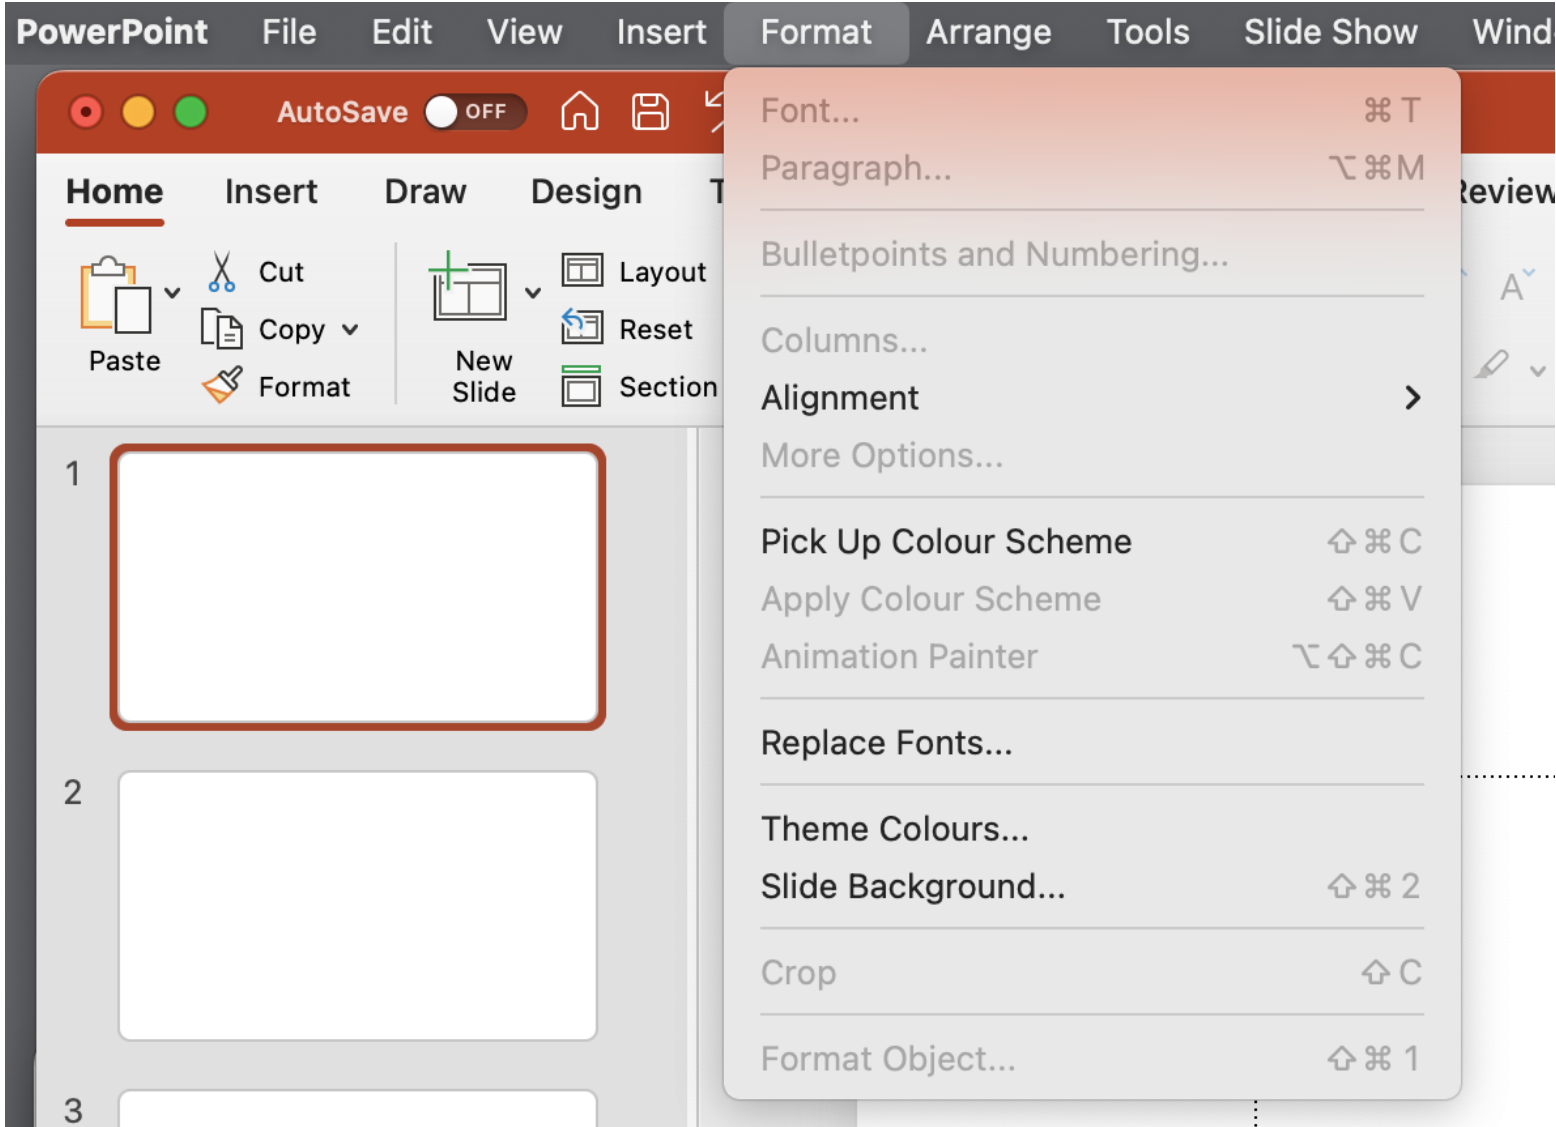 PowerPoint File Edit View Insert Format Arrange Tools Slide Show Wind
AutoSave OFF
Home Insert Draw Design T Review
Paste
Cut
Copy
Format
New
Slide
Layout
Reset
Section
A
1
2
3
Font... ⌘ T
Paragraph... ⌥⌘M
Bulletpoints and Numbering...
Columns...
Alignment
More Options...
Pick Up Colour Scheme ⇧⌘C
Apply Colour Scheme ⇧⌘V
Animation Painter ⌥⇧⌘C
Replace Fonts...
Theme Colours...
Slide Background... ⇧⌘2
Crop ⇧C
Format Object... ⇧⌘1